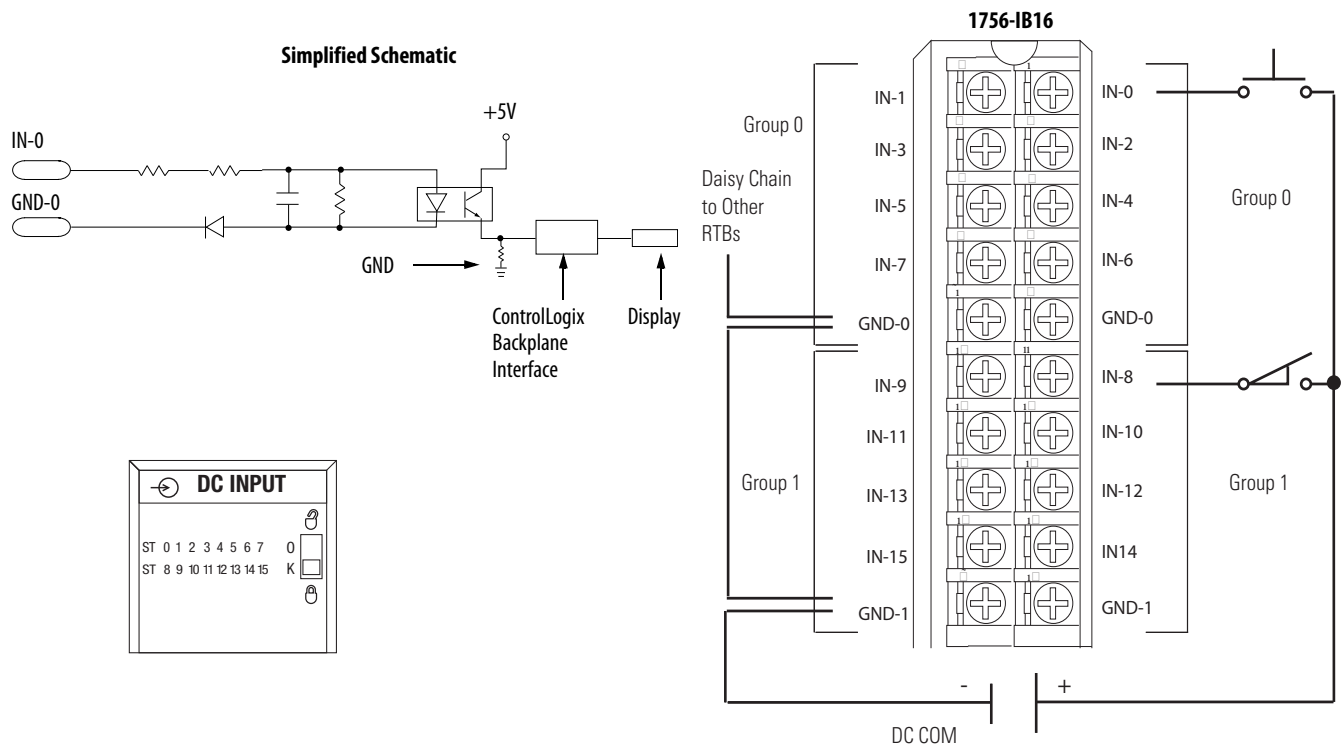 1756-IB16
Simplified Schematic
+5V
IN-0
GND-0
GND
ControlLogix
Backplane
Interface
Display
DC INPUT
ST 0 1 2 3 4 5 6 7 O
ST 8 9 10 11 12 13 14 15 K
Group 0
Daisy Chain
to Other
RTBs
Group 1
IN-1
IN-3
IN-5
IN-7
GND-0
IN-9
IN-11
IN-13
IN-15
GND-1
IN-0
IN-2
IN-4
IN-6
GND-0
IN-8
IN-10
IN-12
IN14
GND-1
Group 0
Group 1
- +
DC COM